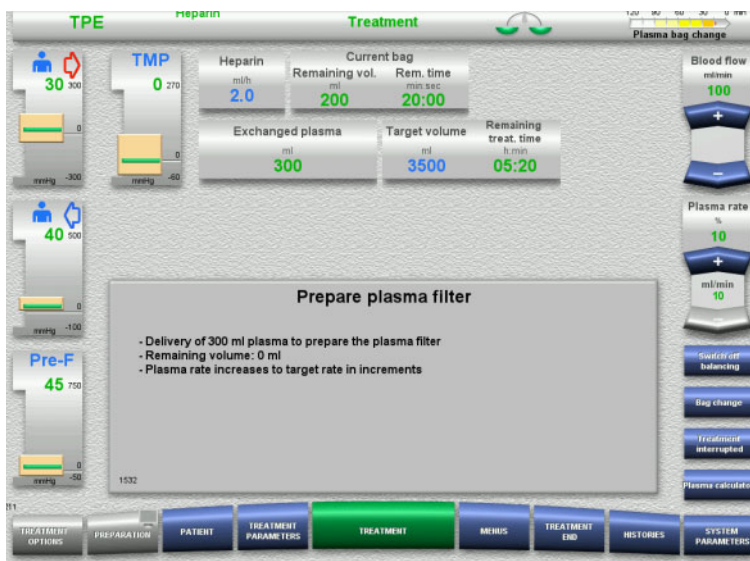 TPE
Heparin
Treatment
120 90 60 30 0 min
Plasma bag change
30 300
0
mmHg -300
TMP
0 270
0
mmHg -60
Heparin
ml/h
2.0
Current bag
Remaining vol. Rem. time
ml min:sec
200 20:00
Exchanged plasma
ml
300
Target volume
ml
3500
Remaining
treat. time
h:min
05:20
Blood flow
ml/min
100
+
–
40 500
0
mmHg -100
Plasma rate
%
10
+
ml/min
10
–
Pre-F
45 750
0
mmHg -50
Prepare plasma filter
- Delivery of 300 ml plasma to prepare the plasma filter
- Remaining volume: 0 ml
- Plasma rate increases to target rate in increments
1532
Switch off
balancing
Bag change
Treatment
interrupted
Plasma calculato
TREATMENT
OPTIONS
PREPARATION
PATIENT
TREATMENT
PARAMETERS
TREATMENT
MENUS
TREATMENT
END
HISTORIES
SYSTEM
PARAMETERS